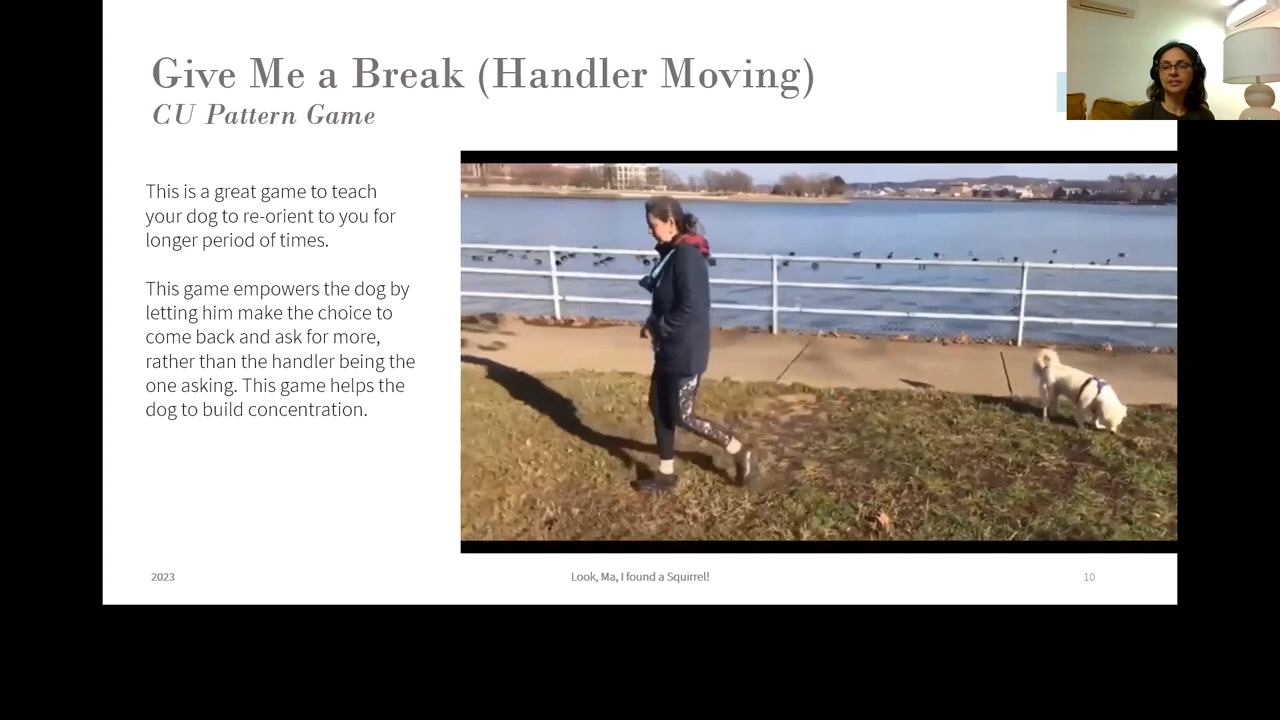 Give Me a Break (Handler Moving)
CU Pattern Game
This is a great game to teach
your dog to re-orient to you for
longer period of times.
This game empowers the dog by
letting him make the choice to
come back and ask for more,
rather than the handler being the
one asking. This game helps the
dog to build concentration.
2023
Look, Ma, I found a Squirrel!
10